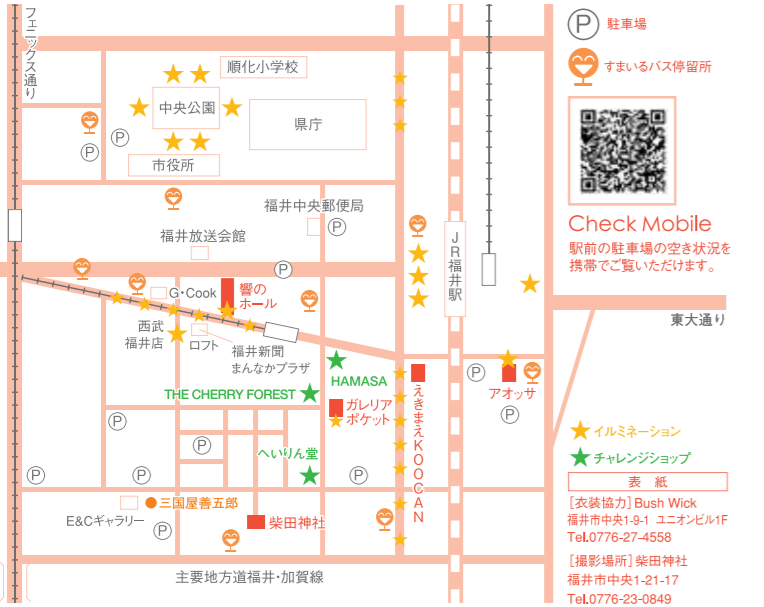 フェニックス通り
順化小学校
中央公園
県庁
市役所
P
P
福井中央郵便局
P
福井放送会館
P
G・Cook
響の
ホール
西武
福井店
ロフト
福井新聞
まんなかプラザ
JR福井駅
HAMASA
THE CHERRY FOREST
ガレリア
ポケット
えきまえKOOCAN
P
アオッサ
P
P
P
へいりん堂
P
P
P
三国屋善五郎
E&Cギャラリー
P
柴田神社
主要地方道福井・加賀線
P 駐車場
すまいるバス停留所
Check Mobile
駅前の駐車場の空き状況を
携帯でご覧いただけます。
東大通り
イルミネーション
チャレンジショップ
表 紙
[衣装協力] Bush Wick
福井市中央1-9-1 ユニオンビル1F
Tel.0776-27-4558
[撮影場所] 柴田神社
福井市中央1-21-17
Tel.0776-23-0849